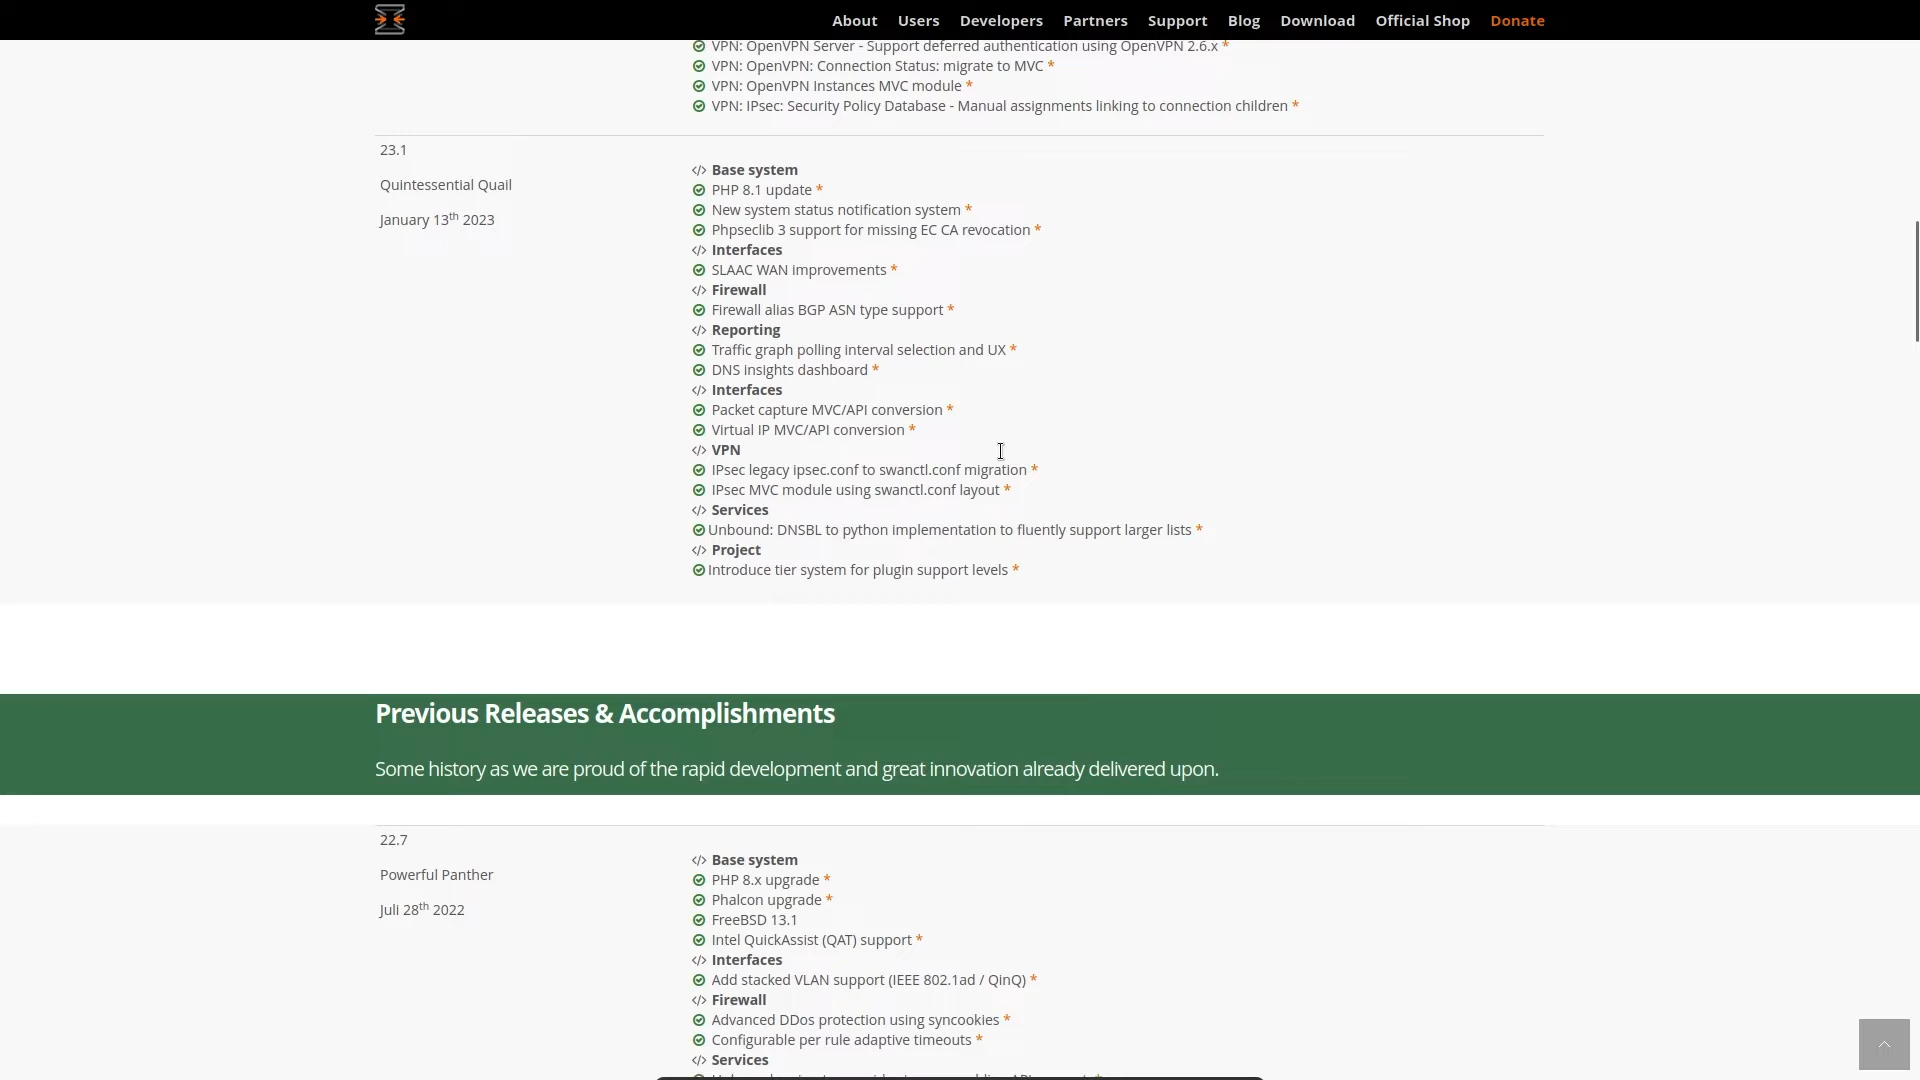 About Users Developers Partners Support Blog Download Official Shop Donate
VPN: OpenVPN Server - Support deferred authentication using OpenVPN 2.6.x *
VPN: OpenVPN: Connection Status: migrate to MVC *
VPN: OpenVPN Instances MVC module *
VPN: IPsec: Security Policy Database - Manual assignments linking to connection children *
23.1
Quintessential Quail
January 13th 2023
</> Base system
PHP 8.1 update *
New system status notification system *
Phpseclib 3 support for missing EC CA revocation *
</> Interfaces
SLAAC WAN improvements *
</> Firewall
Firewall alias BGP ASN type support *
</> Reporting
Traffic graph polling interval selection and UX *
DNS insights dashboard *
</> Interfaces
Packet capture MVC/API conversion *
Virtual IP MVC/API conversion *
</> VPN
IPsec legacy ipsec.conf to swanctl.conf migration *
IPsec MVC module using swanctl.conf layout *
</> Services
Unbound: DNSBL to python implementation to fluently support larger lists *
</> Project
Introduce tier system for plugin support levels *
Previous Releases & Accomplishments
Some history as we are proud of the rapid development and great innovation already delivered upon.
22.7
Powerful Panther
Juli 28th 2022
</> Base system
PHP 8.x upgrade *
Phalcon upgrade *
FreeBSD 13.1
Intel QuickAssist (QAT) support *
</> Interfaces
Add stacked VLAN support (IEEE 802.1ad / QinQ) *
</> Firewall
Advanced DDos protection using syncookies *
Configurable per rule adaptive timeouts *
</> Services